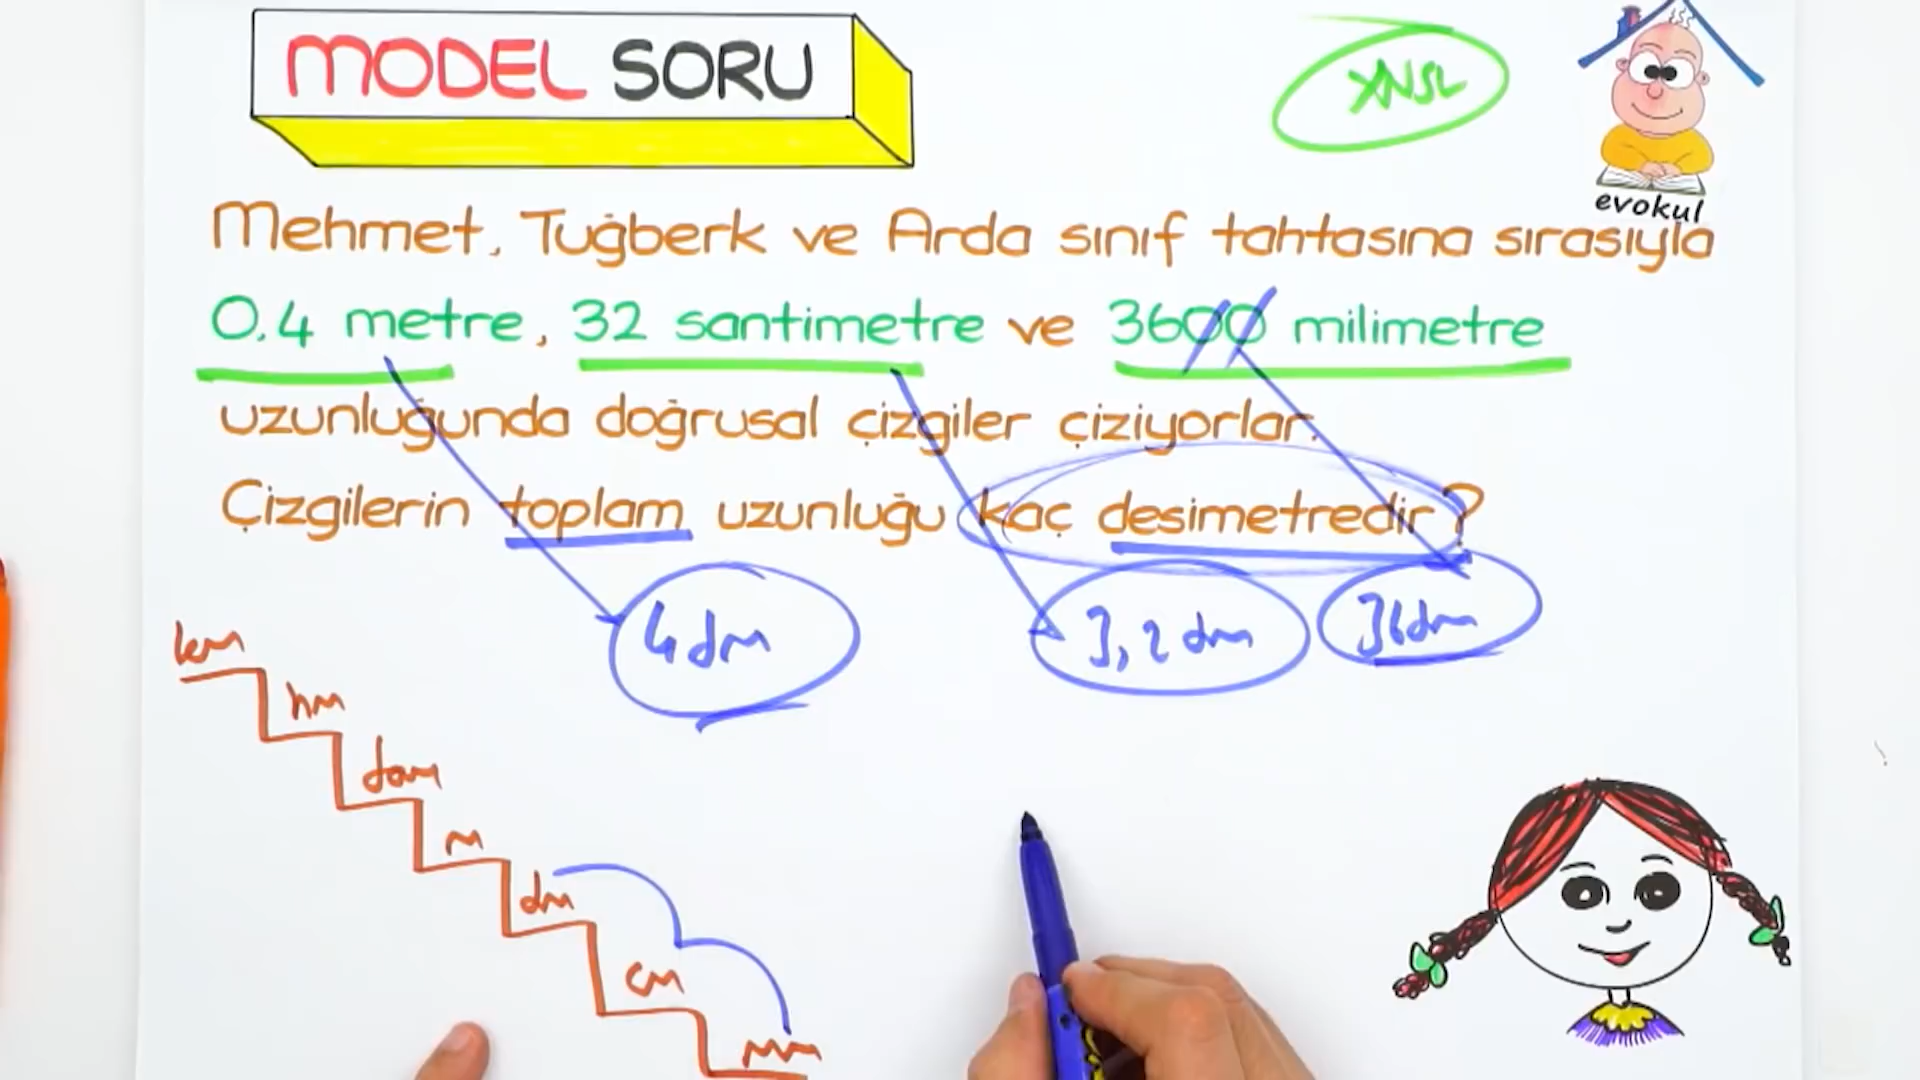 MODEL SORU
evokul
Mehmet, Tuğberk ve Arda sınıf tahtasına sırasıyla
0,4 metre, 32 santimetre ve 3600 milimetre
uzunluğunda doğrusal çizgiler çiziyorlar.
Çizgilerin toplam uzunluğu kaç desimetredir?
4 dm 3,2 dm 36 dm
km
hm
dam
m
dm
cm
mm